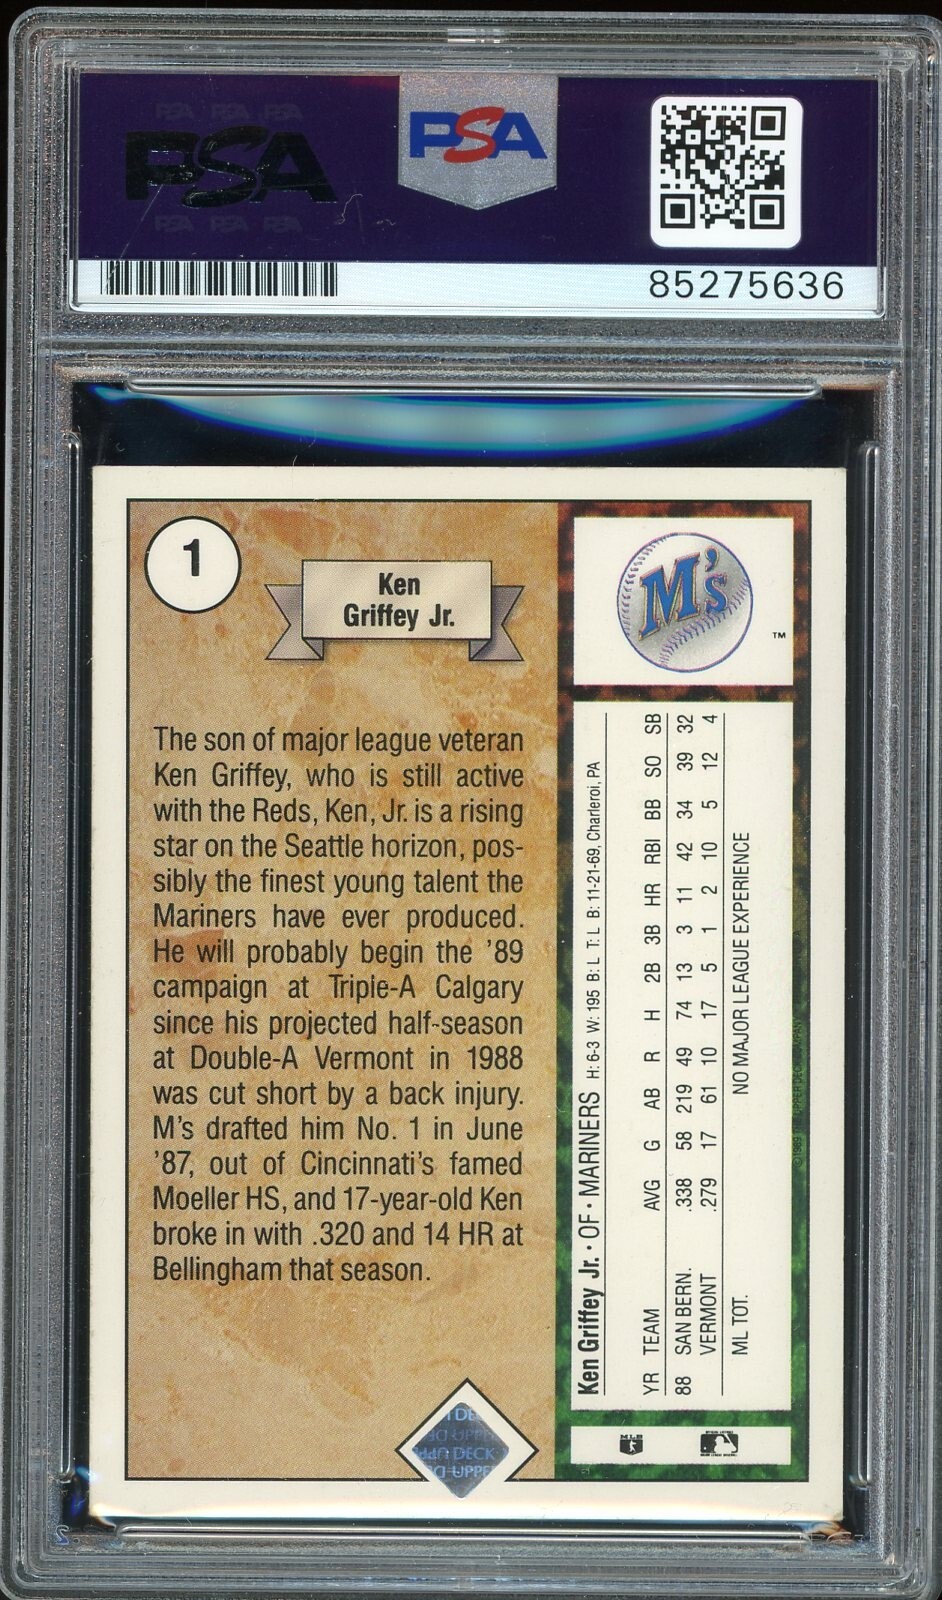 PSA PSA PSA
PSA
PSA PSA PSA
PSA
85275636
1
Ken
Griffey Jr.
The son of major league veteran
Ken Griffey, who is still active
with the Reds, Ken, Jr. is a rising
star on the Seattle horizon, pos-
sibly the finest young talent the
Mariners have ever produced.
He will probably begin the '89
campaign at Triple-A Calgary
since his projected half-season
at Double-A Vermont in 1988
was cut short by a back injury.
M's drafted him No. 1 in June
'87, out of Cincinnati's famed
Moeller HS, and 17-year-old Ken
broke in with .320 and 14 HR at
Bellingham that season.
M's
TM
Ken Griffey Jr. · OF · MARINERS H: 6-3 W: 195 B: L T: L B: 11-21-69, Charleroi, PA
YR TEAM AVG G AB R H 2B 3B HR RBI BB SO SB
88 SAN BERN. .338 58 219 49 74 13 3 11 42 34 39 32
VERMONT .279 17 61 10 17 5 1 2 10 5 12 4
ML TOT. NO MAJOR LEAGUE EXPERIENCE
UPPER DECK